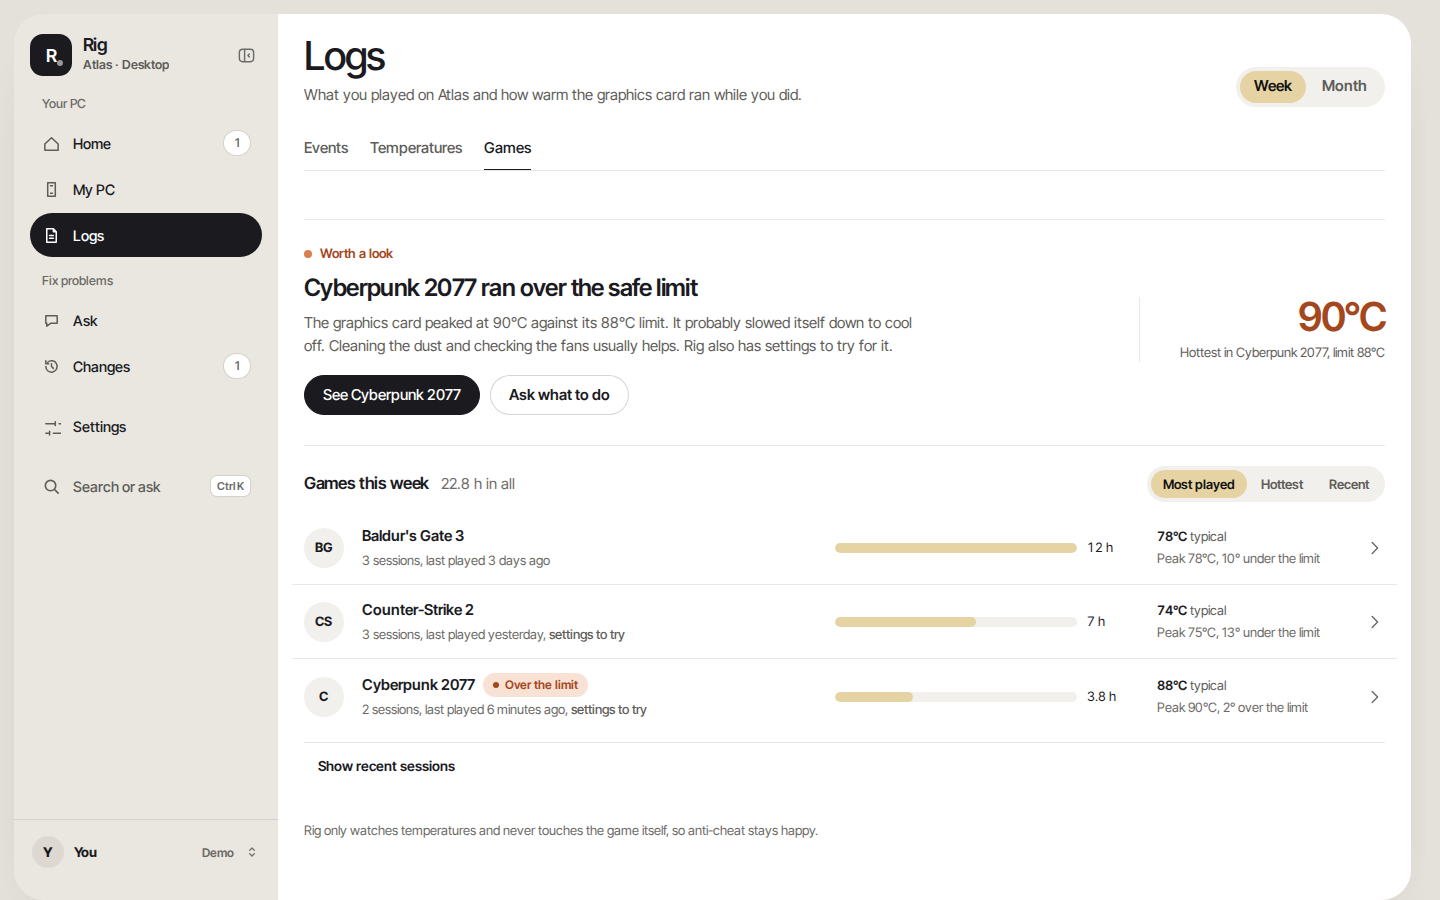 R
Rig
Atlas · Desktop
Your PC
Home
1
My PC
Logs
Fix problems
Ask
Changes
1
Settings
Search or ask
Ctrl K
Y
You
Demo
Logs
What you played on Atlas and how warm the graphics card ran while you did.
Week
Month
Events
Temperatures
Games
Worth a look
Cyberpunk 2077 ran over the safe limit
The graphics card peaked at 90°C against its 88°C limit. It probably slowed itself down to cool
off. Cleaning the dust and checking the fans usually helps. Rig also has settings to try for it.
90°C
Hottest in Cyberpunk 2077, limit 88°C
See Cyberpunk 2077
Ask what to do
Games this week
22.8 h in all
Most played
Hottest
Recent
BG
Baldur's Gate 3
3 sessions, last played 3 days ago
12 h
78°C typical
Peak 78°C, 10° under the limit
CS
Counter-Strike 2
3 sessions, last played yesterday, settings to try
7 h
74°C typical
Peak 75°C, 13° under the limit
C
Cyberpunk 2077
Over the limit
2 sessions, last played 6 minutes ago, settings to try
3.8 h
88°C typical
Peak 90°C, 2° over the limit
Show recent sessions
Rig only watches temperatures and never touches the game itself, so anti-cheat stays happy.